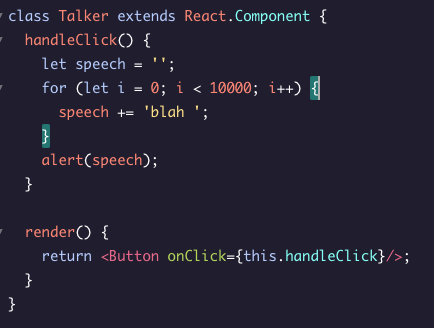 class Talker extends React.Component {
handleClick() {
let speech = '';
for (let i = 0; i < 10000; i++) {
speech += 'blah ';
}
alert(speech);
}
render() {
return <Button onClick={this.handleClick}/>;
}
}